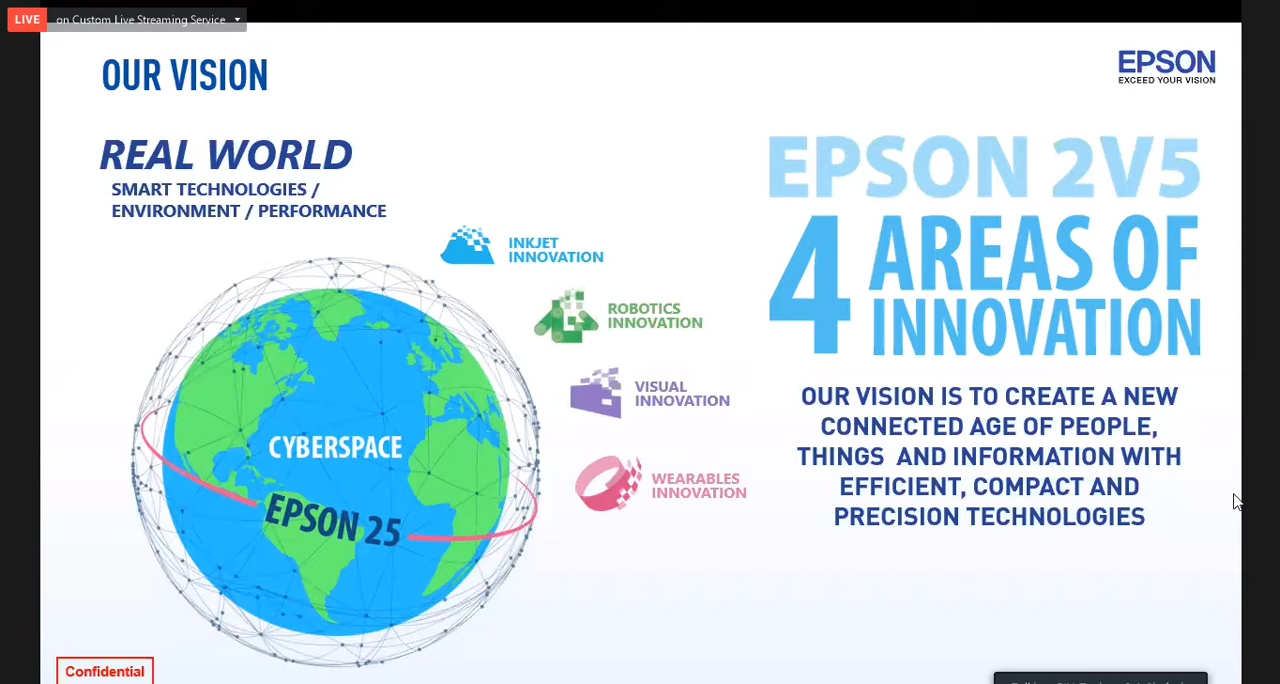 LIVE on Custom Live Streaming Service
OUR VISION
EPSON
EXCEED YOUR VISION
REAL WORLD
SMART TECHNOLOGIES /
ENVIRONMENT / PERFORMANCE
INKJET
INNOVATION
ROBOTICS
INNOVATION
VISUAL
INNOVATION
WEARABLES
INNOVATION
CYBERSPACE
EPSON 25
EPSON 2V5
4 AREAS OF
INNOVATION
OUR VISION IS TO CREATE A NEW
CONNECTED AGE OF PEOPLE,
THINGS AND INFORMATION WITH
EFFICIENT, COMPACT AND
PRECISION TECHNOLOGIES
Confidential